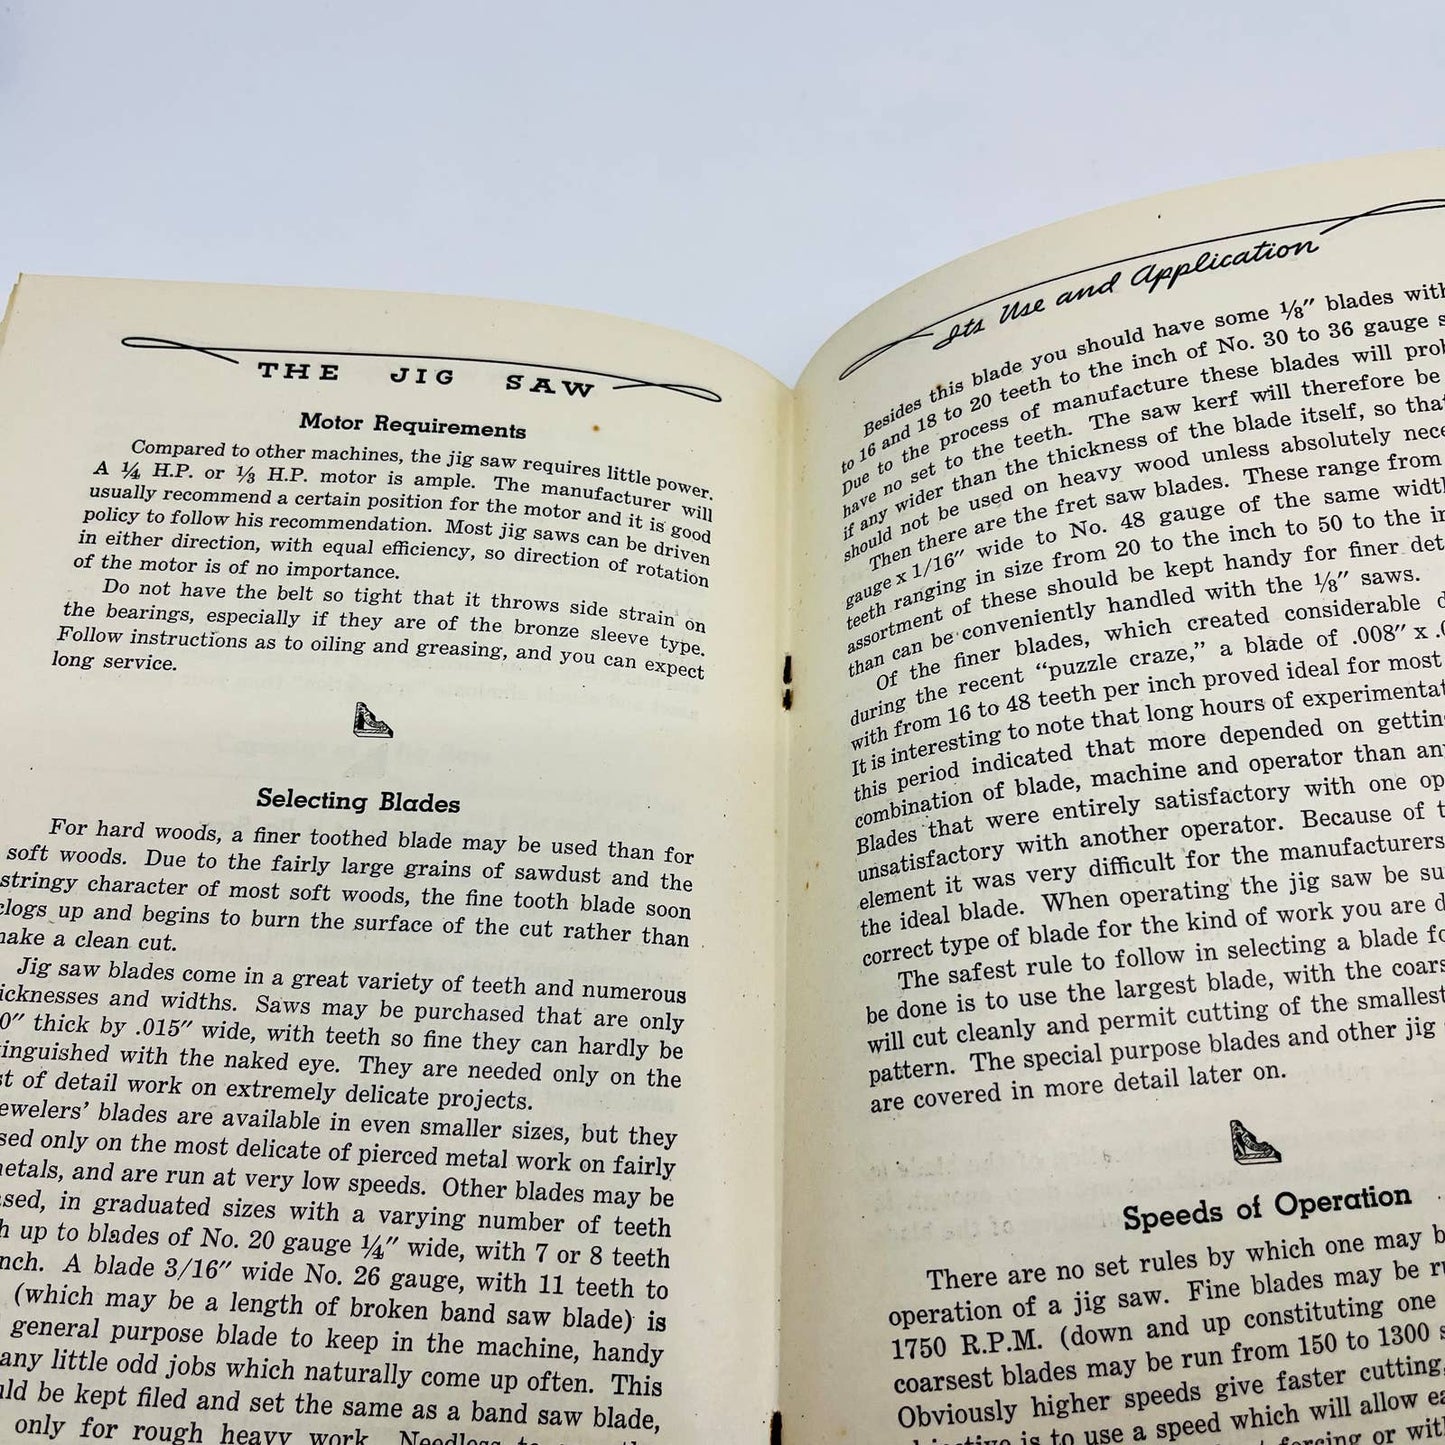 THE JIG SAW
Motor Requirements
Compared to other machines, the jig saw requires little power.
A ¼ H.P. or ⅓ H.P. motor is ample. The manufacturer will
usually recommend a certain position for the motor and it is good
policy to follow his recommendation. Most jig saws can be driven
in either direction, with equal efficiency, so direction of rotation
of the motor is of no importance.
Do not have the belt so tight that it throws side strain on
the bearings, especially if they are of the bronze sleeve type.
Follow instructions as to oiling and greasing, and you can expect
long service.
Selecting Blades
For hard woods, a finer toothed blade may be used than for
soft woods. Due to the fairly large grains of sawdust and the
stringy character of most soft woods, the fine tooth blade soon
clogs up and begins to burn the surface of the cut rather than
make a clean cut.
Jig saw blades come in a great variety of teeth and numerous
icknesses and widths. Saws may be purchased that are only
0″ thick by .015″ wide, with teeth so fine they can hardly be
tinguished with the naked eye. They are needed only on the
st of detail work on extremely delicate projects.
ewelers' blades are available in even smaller sizes, but they
sed only on the most delicate of pierced metal work on fairly
etals, and are run at very low speeds. Other blades may be
ased, in graduated sizes with a varying number of teeth
h up to blades of No. 20 gauge ¼″ wide, with 7 or 8 teeth
nch. A blade 3/16″ wide No. 26 gauge, with 11 teeth to
(which may be a length of broken band saw blade) is
general purpose blade to keep in the machine, handy
any little odd jobs which naturally come up often. This
uld be kept filed and set the same as a band saw blade,
only for rough heavy work. Needless to
Its Use and Application
Besides this blade you should have some ⅛″ blades with
to 16 and 18 to 20 teeth to the inch of No. 30 to 36 gauge s
Due to the process of manufacture these blades will prob
have no set to the teeth. The saw kerf will therefore be
if any wider than the thickness of the blade itself, so that
should not be used on heavy wood unless absolutely nece
Then there are the fret saw blades. These range from
gauge x 1/16″ wide to No. 48 gauge of the same widt
teeth ranging in size from 20 to the inch to 50 to the in
assortment of these should be kept handy for finer det
than can be conveniently handled with the ⅛″ saws.
Of the finer blades, which created considerable d
during the recent "puzzle craze," a blade of .008″ x .0
with from 16 to 48 teeth per inch proved ideal for most
It is interesting to note that long hours of experimentat
this period indicated that more depended on getting
combination of blade, machine and operator than any
Blades that were entirely satisfactory with one op
unsatisfactory with another operator. Because of t
element it was very difficult for the manufacturers
the ideal blade. When operating the jig saw be su
correct type of blade for the kind of work you are d
The safest rule to follow in selecting a blade fo
be done is to use the largest blade, with the coars
will cut cleanly and permit cutting of the smallest
pattern. The special purpose blades and other jig
are covered in more detail later on.
Speeds of Operation
There are no set rules by which one may b
operation of a jig saw. Fine blades may be ru
1750 R.P.M. (down and up constituting one
coarsest blades may be run from 150 to 1300 s
Obviously higher speeds give faster cutting,
is to use a speed which will allow ea
forcing or with